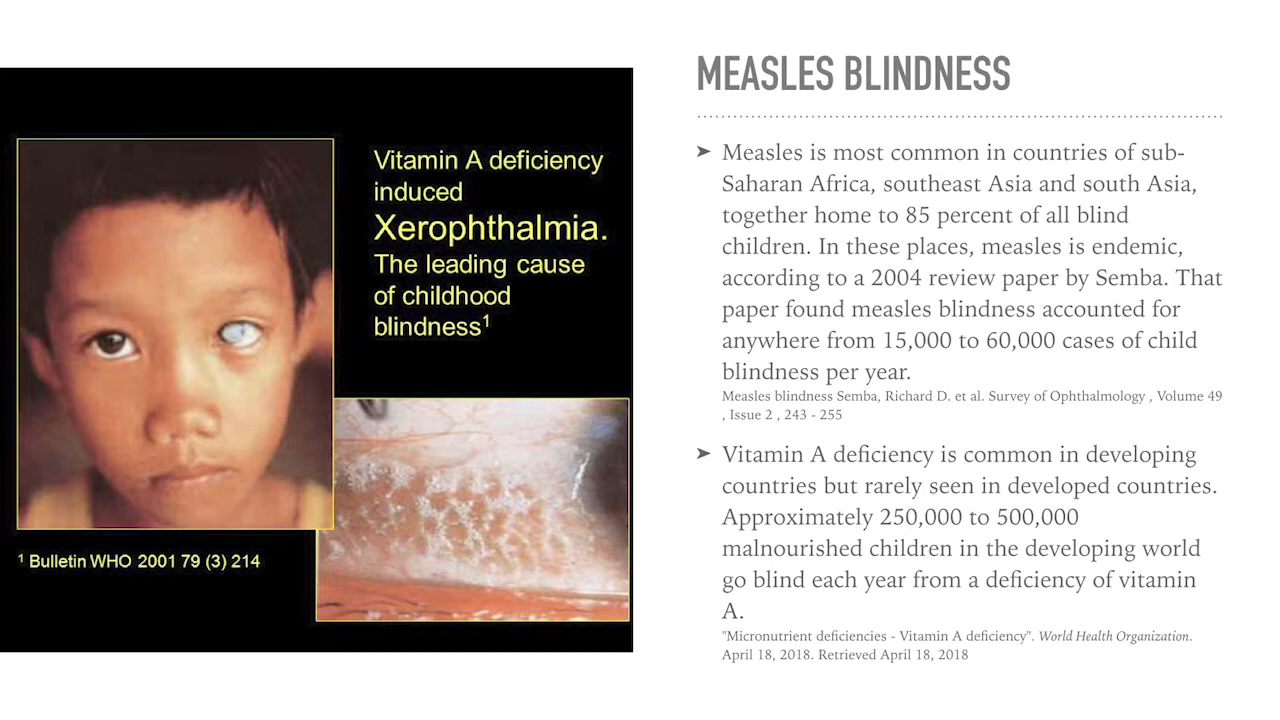 Vitamin A deficiency
induced
Xerophthalmia.
The leading cause
of childhood
blindness¹
¹ Bulletin WHO 2001 79 (3) 214
MEASLES BLINDNESS
➤ Measles is most common in countries of sub-
Saharan Africa, southeast Asia and south Asia,
together home to 85 percent of all blind
children. In these places, measles is endemic,
according to a 2004 review paper by Semba. That
paper found measles blindness accounted for
anywhere from 15,000 to 60,000 cases of child
blindness per year.
Measles blindness Semba, Richard D. et al. Survey of Ophthalmology , Volume 49
, Issue 2 , 243 - 255
➤ Vitamin A deficiency is common in developing
countries but rarely seen in developed countries.
Approximately 250,000 to 500,000
malnourished children in the developing world
go blind each year from a deficiency of vitamin
A.
"Micronutrient deficiencies - Vitamin A deficiency". World Health Organization.
April 18, 2018. Retrieved April 18, 2018